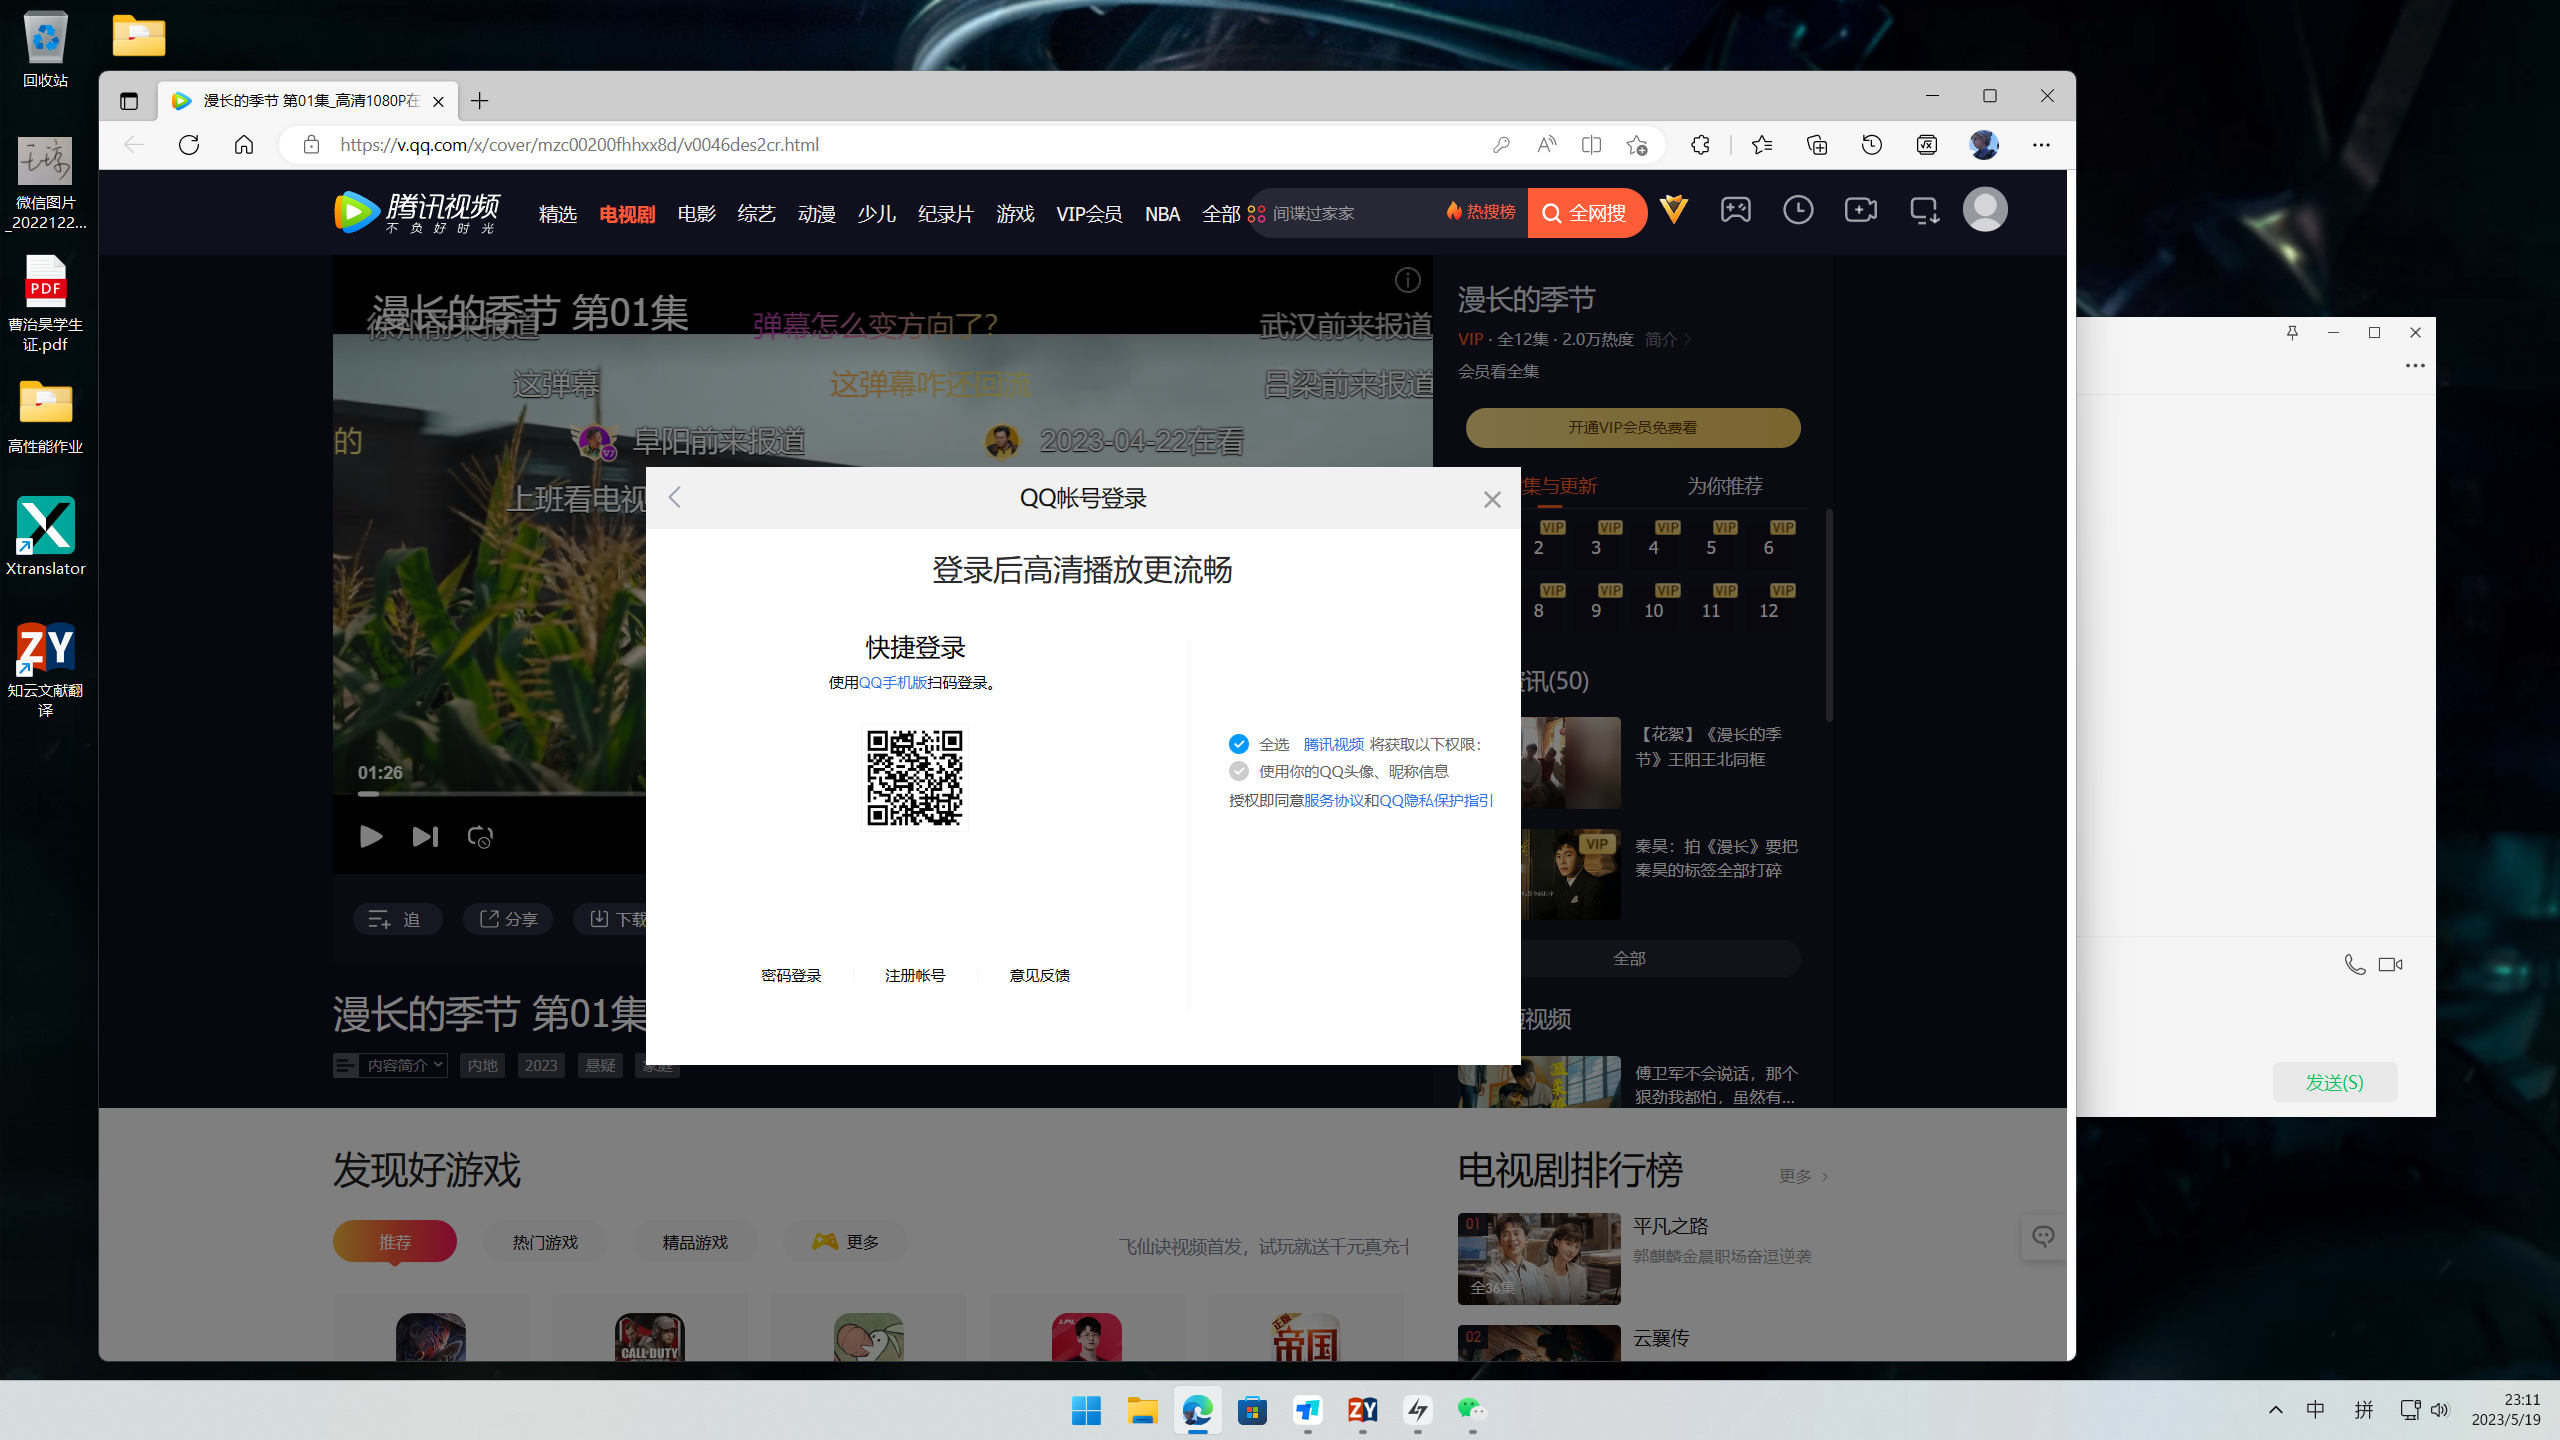 回收站
微信图片
_2022122...
PDF
曹治昊学生
证.pdf
高性能作业
Xtranslator
ZY
知云文献翻
译
漫长的季节 第01集_高清1080P在
https://v.qq.com/x/cover/mzc00200fhhxx8d/v0046des2cr.html
腾讯视频
不负好时光
精选
电视剧
电影
综艺
动漫
少儿
纪录片
游戏
VIP会员
NBA
全部
间谍过家家
热搜榜
全网搜
漫长的季节 第01集
徐州前来报道
弹幕怎么变方向了?
武汉前来报道
这弹幕
这弹幕咋还回流
吕梁前来报道
的
阜阳前来报道
2023-04-22在看
上班看电视
01:26
追
分享
下载
漫长的季节
VIP · 全12集 · 2.0万热度 简介
会员看全集
开通VIP会员免费看
集与更新
为你推荐
VIP VIP VIP VIP VIP
2 3 4 5 6
VIP VIP VIP VIP VIP
8 9 10 11 12
讯(50)
【花絮】《漫长的季
节》王阳王北同框
VIP
秦昊：拍《漫长》要把
秦昊的标签全部打碎
全部
视频
傅卫军不会说话，那个
狠劲我都怕，虽然有...
QQ帐号登录
登录后高清播放更流畅
快捷登录
使用QQ手机版扫码登录。
全选 腾讯视频 将获取以下权限：
使用你的QQ头像、昵称信息
授权即同意服务协议和QQ隐私保护指引
密码登录
注册帐号
意见反馈
漫长的季节 第01集
内容简介
内地
2023
悬疑
家庭
发现好游戏
推荐
热门游戏
精品游戏
更多
飞仙诀视频首发，试玩就送千元真充卡
CALL·DUTY
LPL
正版
帝国
电视剧排行榜
更多
01
全36集
平凡之路
郭麒麟金晨职场奋逗逆袭
02
云襄传
发送(S)
ZY
中
拼
23:11
2023/5/19